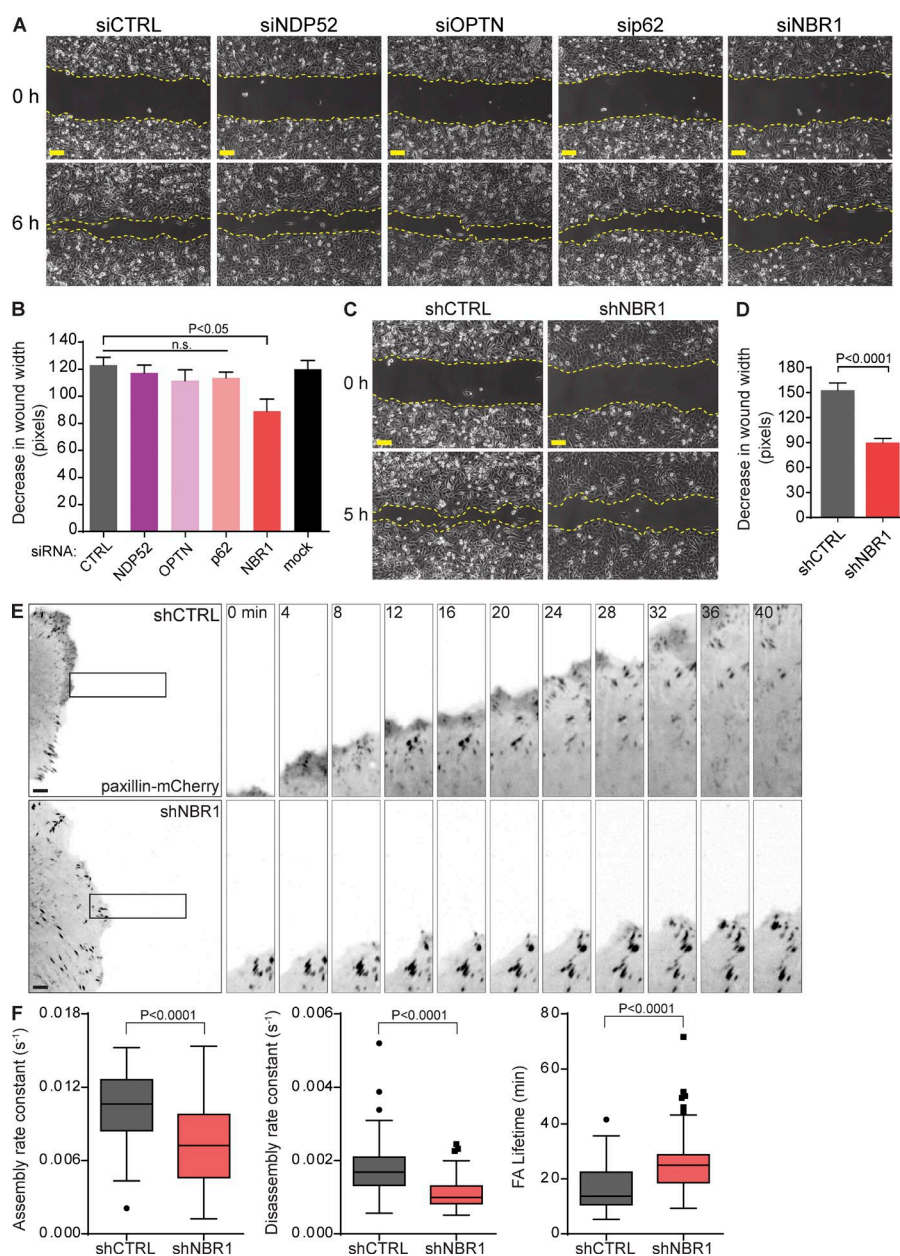 A
siCTRL
siNDP52
siOPTN
sip62
siNBR1
0 h
6 h
B
P<0.05
n.s.
Decrease in wound width
(pixels)
140
120
100
80
60
40
20
0
siRNA:
CTRL
NDP52
OPTN
p62
NBR1
mock
C
shCTRL
shNBR1
0 h
5 h
D
P<0.0001
Decrease in wound width
(pixels)
180
150
120
90
60
30
0
shCTRL
shNBR1
E
shCTRL
paxillin-mCherry
0 min
4
8
12
16
20
24
28
32
36
40
shNBR1
F
Assembly rate constant (s⁻¹)
0.018
0.012
0.006
0.000
P<0.0001
shCTRL
shNBR1
Disassembly rate constant (s⁻¹)
0.006
0.004
0.002
0.000
P<0.0001
shCTRL
shNBR1
FA Lifetime (min)
80
60
40
20
0
P<0.0001
shCTRL
shNBR1